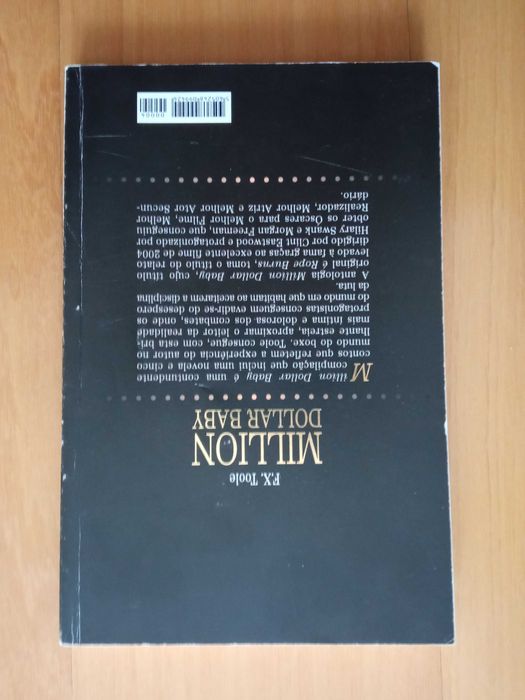 F.X. Toole
MILLION
DOLLAR BABY
Million Dollar Baby é uma contundente
compilação que inclui uma novela e cinco
contos que refletem a experiência do autor no
mundo do boxe. Toole consegue, com esta bri-
lhante estreia, aproximar o leitor da realidade
mais íntima e dolorosa dos combates, onde os
protagonistas conseguem evadir-se do desespero
do mundo em que habitam ao aceitarem a disciplina
da luta.
A antologia Million Dollar Baby, cujo título
original é Rope Burns, toma o título do relato
levado à fama graças ao excelente filme de 2004
dirigido por Clint Eastwood e protagonizado por
Hilary Swank e Morgan Freeman, que conseguiu
obter os Óscares para o Melhor Filme, Melhor
Realizador, Melhor Atriz e Melhor Ator Secun-
dário.
00004